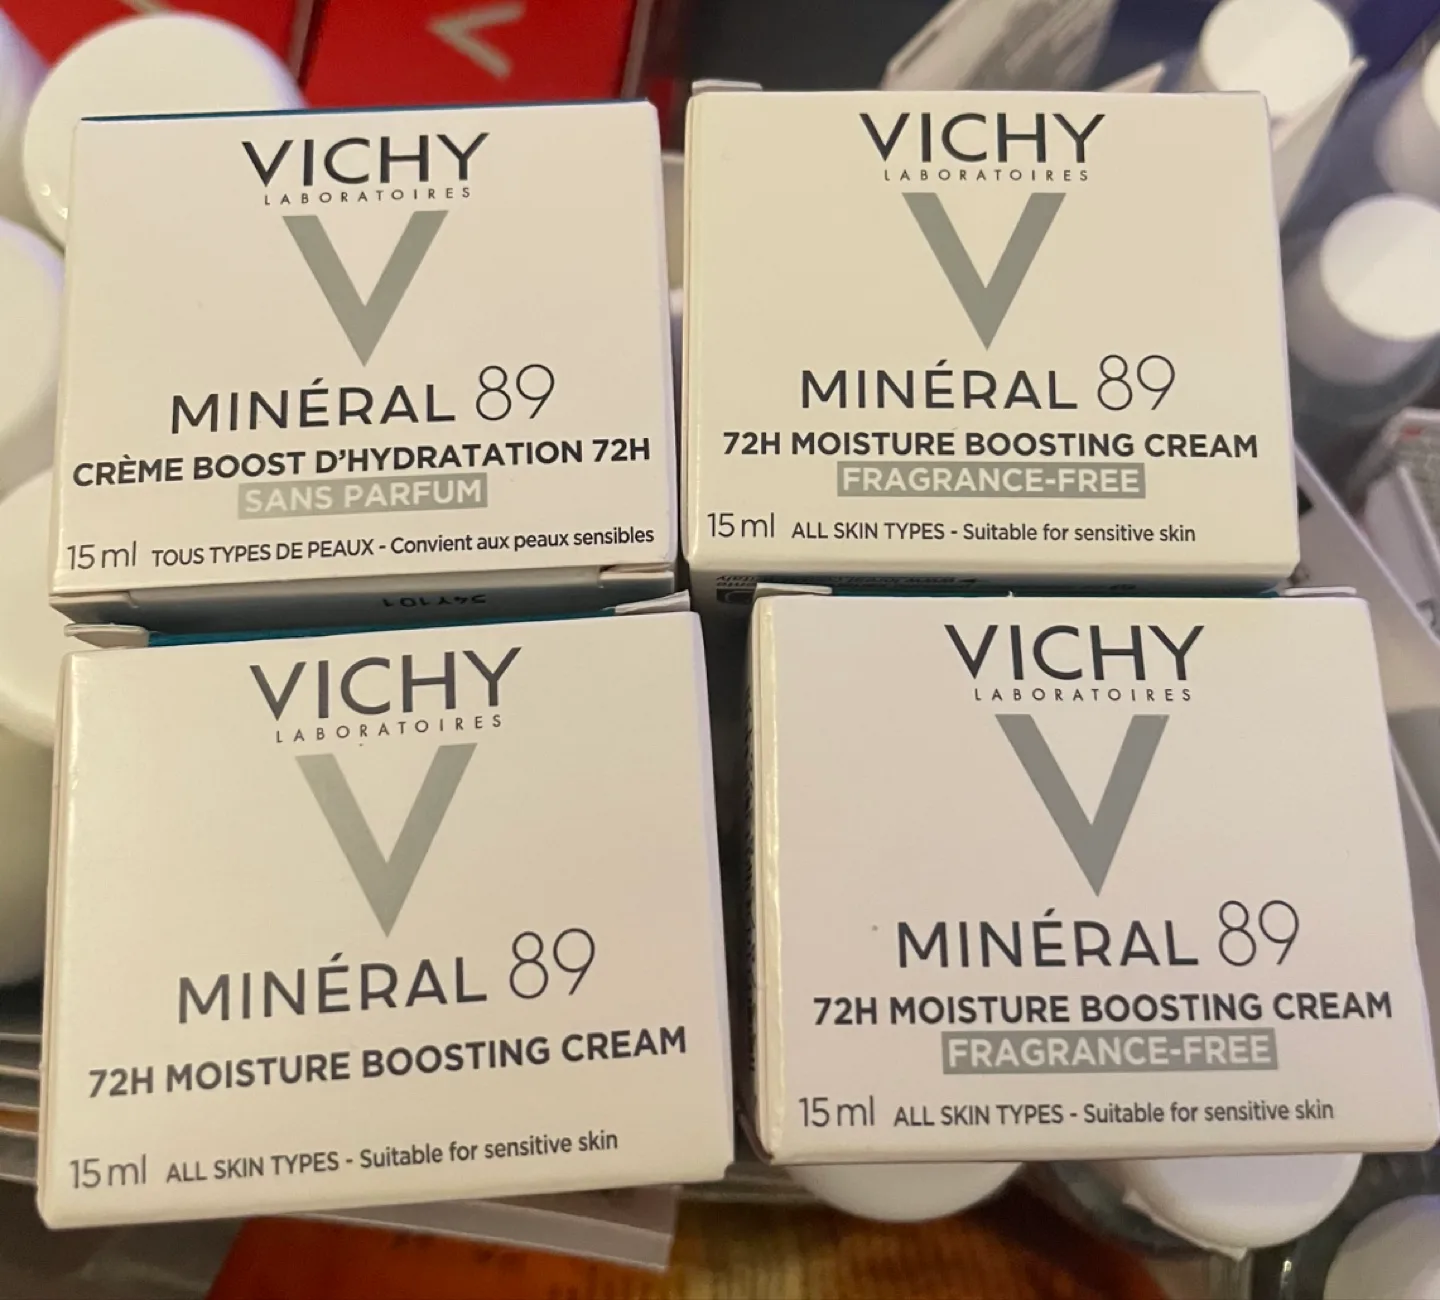 VICHY
LABORATOIRES
MINÉRAL 89
CRÈME BOOST D'HYDRATATION 72H
SANS PARFUM
15 ml TOUS TYPES DE PEAUX - Convient aux peaux sensibles
54Y101
VICHY
LABORATOIRES
MINÉRAL 89
72H MOISTURE BOOSTING CREAM
FRAGRANCE-FREE
15 ml ALL SKIN TYPES - Suitable for sensitive skin
VICHY
LABORATOIRES
MINÉRAL 89
72H MOISTURE BOOSTING CREAM
15 ml ALL SKIN TYPES - Suitable for sensitive skin
VICHY
LABORATOIRES
MINÉRAL 89
72H MOISTURE BOOSTING CREAM
FRAGRANCE-FREE
15 ml ALL SKIN TYPES - Suitable for sensitive skin